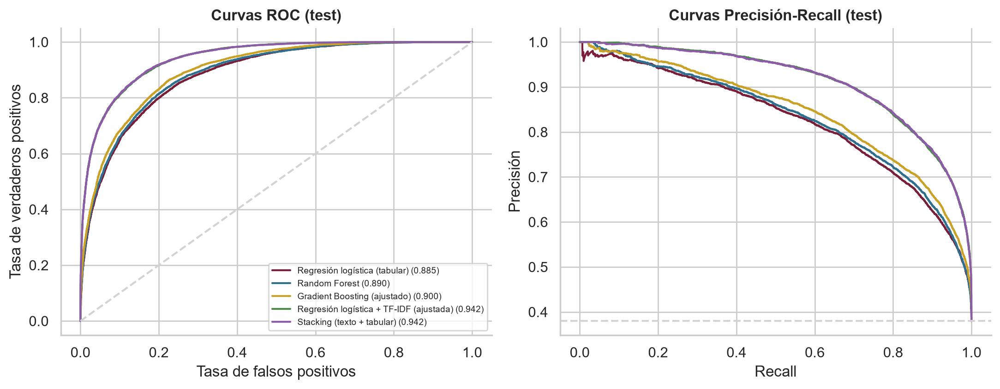 Curvas ROC (test)
Tasa de verdaderos positivos
1.0
0.8
0.6
0.4
0.2
0.0
0.0 0.2 0.4 0.6 0.8 1.0
Tasa de falsos positivos
Regresión logística (tabular) (0.885)
Random Forest (0.890)
Gradient Boosting (ajustado) (0.900)
Regresión logística + TF-IDF (ajustada) (0.942)
Stacking (texto + tabular) (0.942)
Curvas Precisión-Recall (test)
Precisión
1.0
0.9
0.8
0.7
0.6
0.5
0.4
0.0 0.2 0.4 0.6 0.8 1.0
Recall